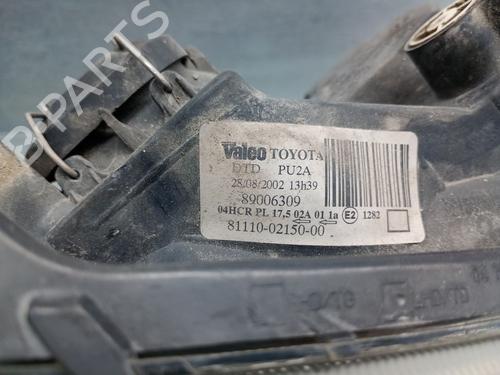 B-PARTS
Valeo TOYOTA
DTD PU2A
28/08/2002 13h39
89006309
04HCR PL 17,5 02A 01 1a E2 1282
81110-02150-00